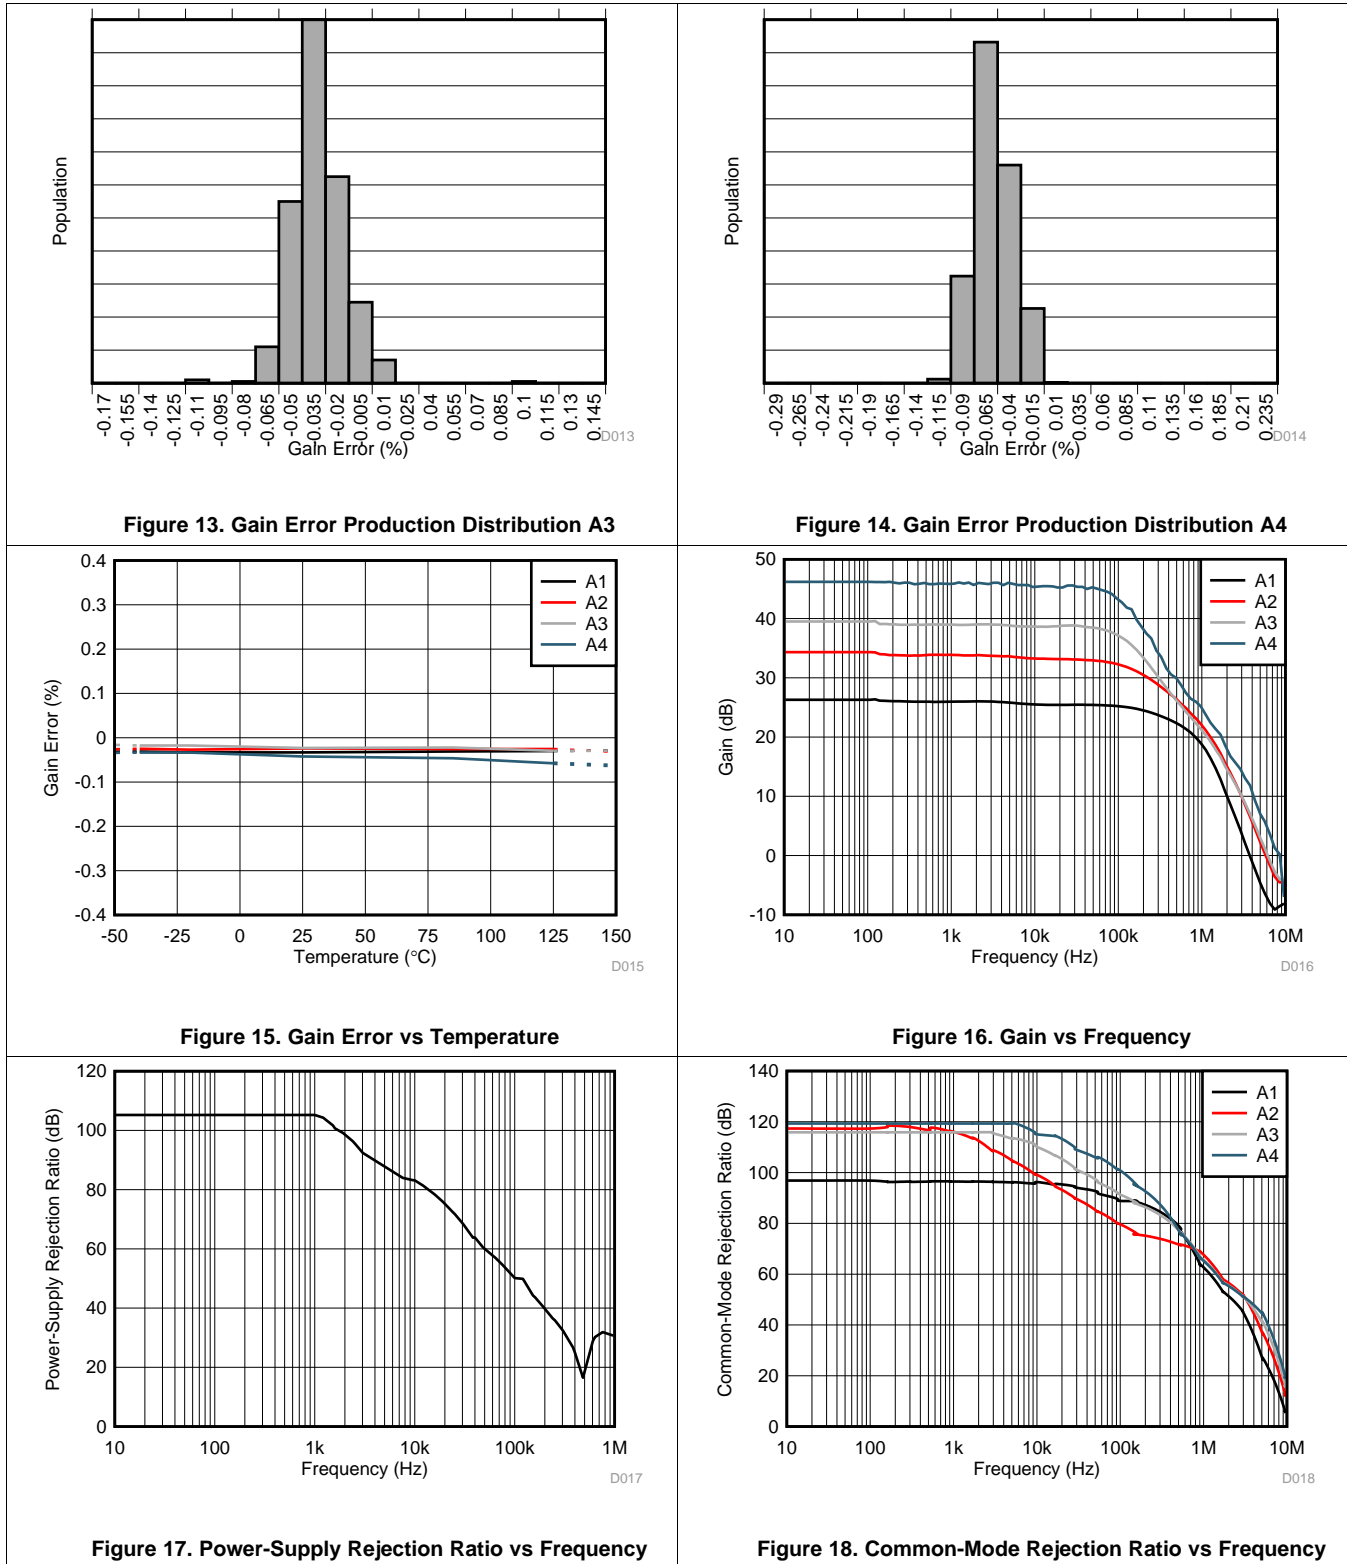 Population
-0.17
-0.155
-0.14
-0.125
-0.11
-0.095
-0.08
-0.065
-0.05
-0.035
-0.02
-0.005
0.01
0.025
0.04
0.055
0.07
0.085
0.1
0.115
0.13
0.145
Gain Error (%)
D013
Figure 13. Gain Error Production Distribution A3
Population
-0.29
-0.265
-0.24
-0.215
-0.19
-0.165
-0.14
-0.115
-0.09
-0.065
-0.04
-0.015
0.01
0.035
0.06
0.085
0.11
0.135
0.16
0.185
0.21
0.235
Gain Error (%)
D014
Figure 14. Gain Error Production Distribution A4
Gain Error (%)
0.4
0.3
0.2
0.1
0
-0.1
-0.2
-0.3
-0.4
A1
A2
A3
A4
-50 -25 0 25 50 75 100 125 150
Temperature (°C)
D015
Figure 15. Gain Error vs Temperature
Gain (dB)
50
40
30
20
10
0
-10
A1
A2
A3
A4
10 100 1k 10k 100k 1M 10M
Frequency (Hz)
D016
Figure 16. Gain vs Frequency
Power-Supply Rejection Ratio (dB)
120
100
80
60
40
20
0
10 100 1k 10k 100k 1M
Frequency (Hz)
D017
Figure 17. Power-Supply Rejection Ratio vs Frequency
Common-Mode Rejection Ratio (dB)
140
120
100
80
60
40
20
0
A1
A2
A3
A4
10 100 1k 10k 100k 1M 10M
Frequency (Hz)
D018
Figure 18. Common-Mode Rejection Ratio vs Frequency